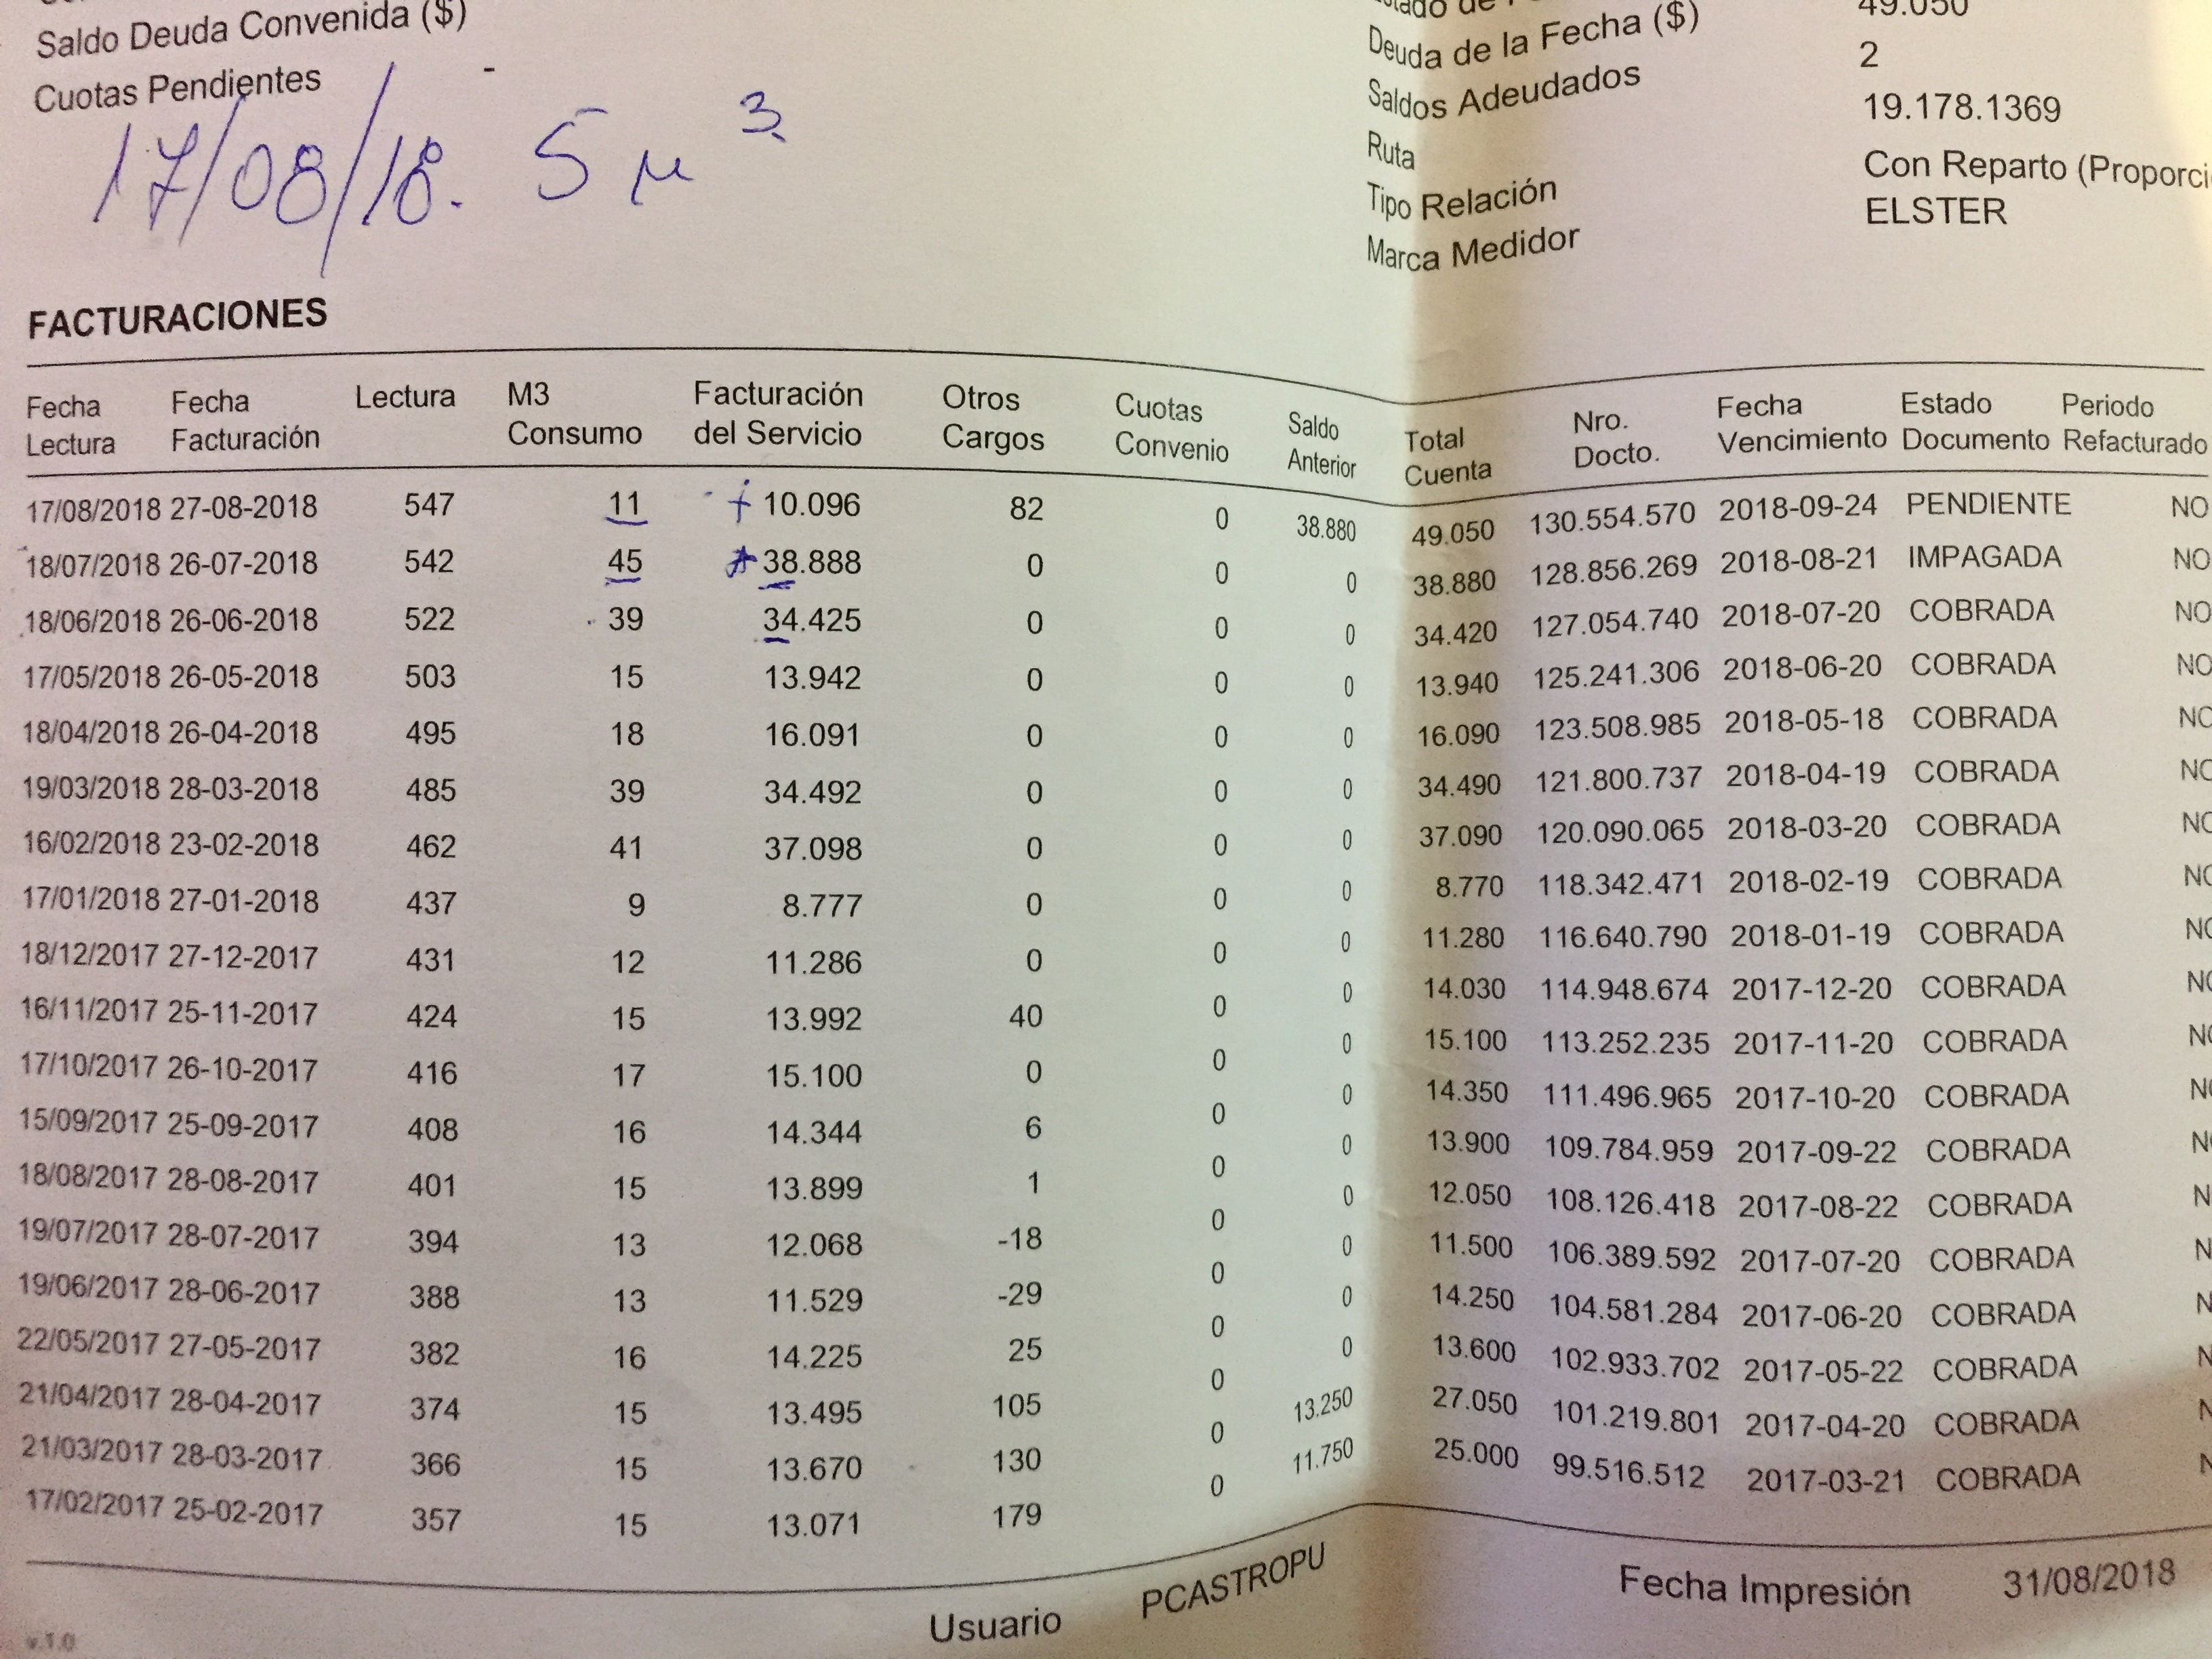 Saldo Deuda Convenida ($) -
Cuotas Pendientes
49.050
Deuda de la Fecha ($) 2
Saldos Adeudados 19.178.1369
Ruta
Tipo Relación Con Reparto (Proporci
Marca Medidor ELSTER
17/08/18. 5 M3
FACTURACIONES
Fecha Lectura Fecha Facturación Lectura M3 Consumo Facturación del Servicio Otros Cargos Cuotas Convenio Saldo Anterior Total Cuenta Nro. Docto. Fecha Vencimiento Estado Documento Periodo Refacturado
17/08/2018 27-08-2018 547 11 10.096 82 0 38.880 49.050 130.554.570 2018-09-24 PENDIENTE NO
18/07/2018 26-07-2018 542 45 * 38.888 0 0 0 38.880 128.856.269 2018-08-21 IMPAGADA NO
18/06/2018 26-06-2018 522 39 34.425 0 0 0 34.420 127.054.740 2018-07-20 COBRADA NO
17/05/2018 26-05-2018 503 15 13.942 0 0 0 13.940 125.241.306 2018-06-20 COBRADA NO
18/04/2018 26-04-2018 495 18 16.091 0 0 0 16.090 123.508.985 2018-05-18 COBRADA NO
19/03/2018 28-03-2018 485 39 34.492 0 0 0 34.490 121.800.737 2018-04-19 COBRADA NO
16/02/2018 23-02-2018 462 41 37.098 0 0 0 37.090 120.090.065 2018-03-20 COBRADA NO
17/01/2018 27-01-2018 437 9 8.777 0 0 0 8.770 118.342.471 2018-02-19 COBRADA NO
18/12/2017 27-12-2017 431 12 11.286 0 0 0 11.280 116.640.790 2018-01-19 COBRADA NO
16/11/2017 25-11-2017 424 15 13.992 40 0 0 14.030 114.948.674 2017-12-20 COBRADA NO
17/10/2017 26-10-2017 416 17 15.100 0 0 0 15.100 113.252.235 2017-11-20 COBRADA NO
15/09/2017 25-09-2017 408 16 14.344 6 0 0 14.350 111.496.965 2017-10-20 COBRADA NO
18/08/2017 28-08-2017 401 15 13.899 1 0 0 13.900 109.784.959 2017-09-22 COBRADA N
19/07/2017 28-07-2017 394 13 12.068 -18 0 0 12.050 108.126.418 2017-08-22 COBRADA N
19/06/2017 28-06-2017 388 13 11.529 -29 0 0 11.500 106.389.592 2017-07-20 COBRADA N
22/05/2017 27-05-2017 382 16 14.225 25 0 0 14.250 104.581.284 2017-06-20 COBRADA N
21/04/2017 28-04-2017 374 15 13.495 105 0 0 13.600 102.933.702 2017-05-22 COBRADA N
21/03/2017 28-03-2017 366 15 13.670 130 0 13.250 27.050 101.219.801 2017-04-20 COBRADA N
17/02/2017 25-02-2017 357 15 13.071 179 0 11.750 25.000 99.516.512 2017-03-21 COBRADA N
v.1.0 Usuario PCASTROPU Fecha Impresión 31/08/2018